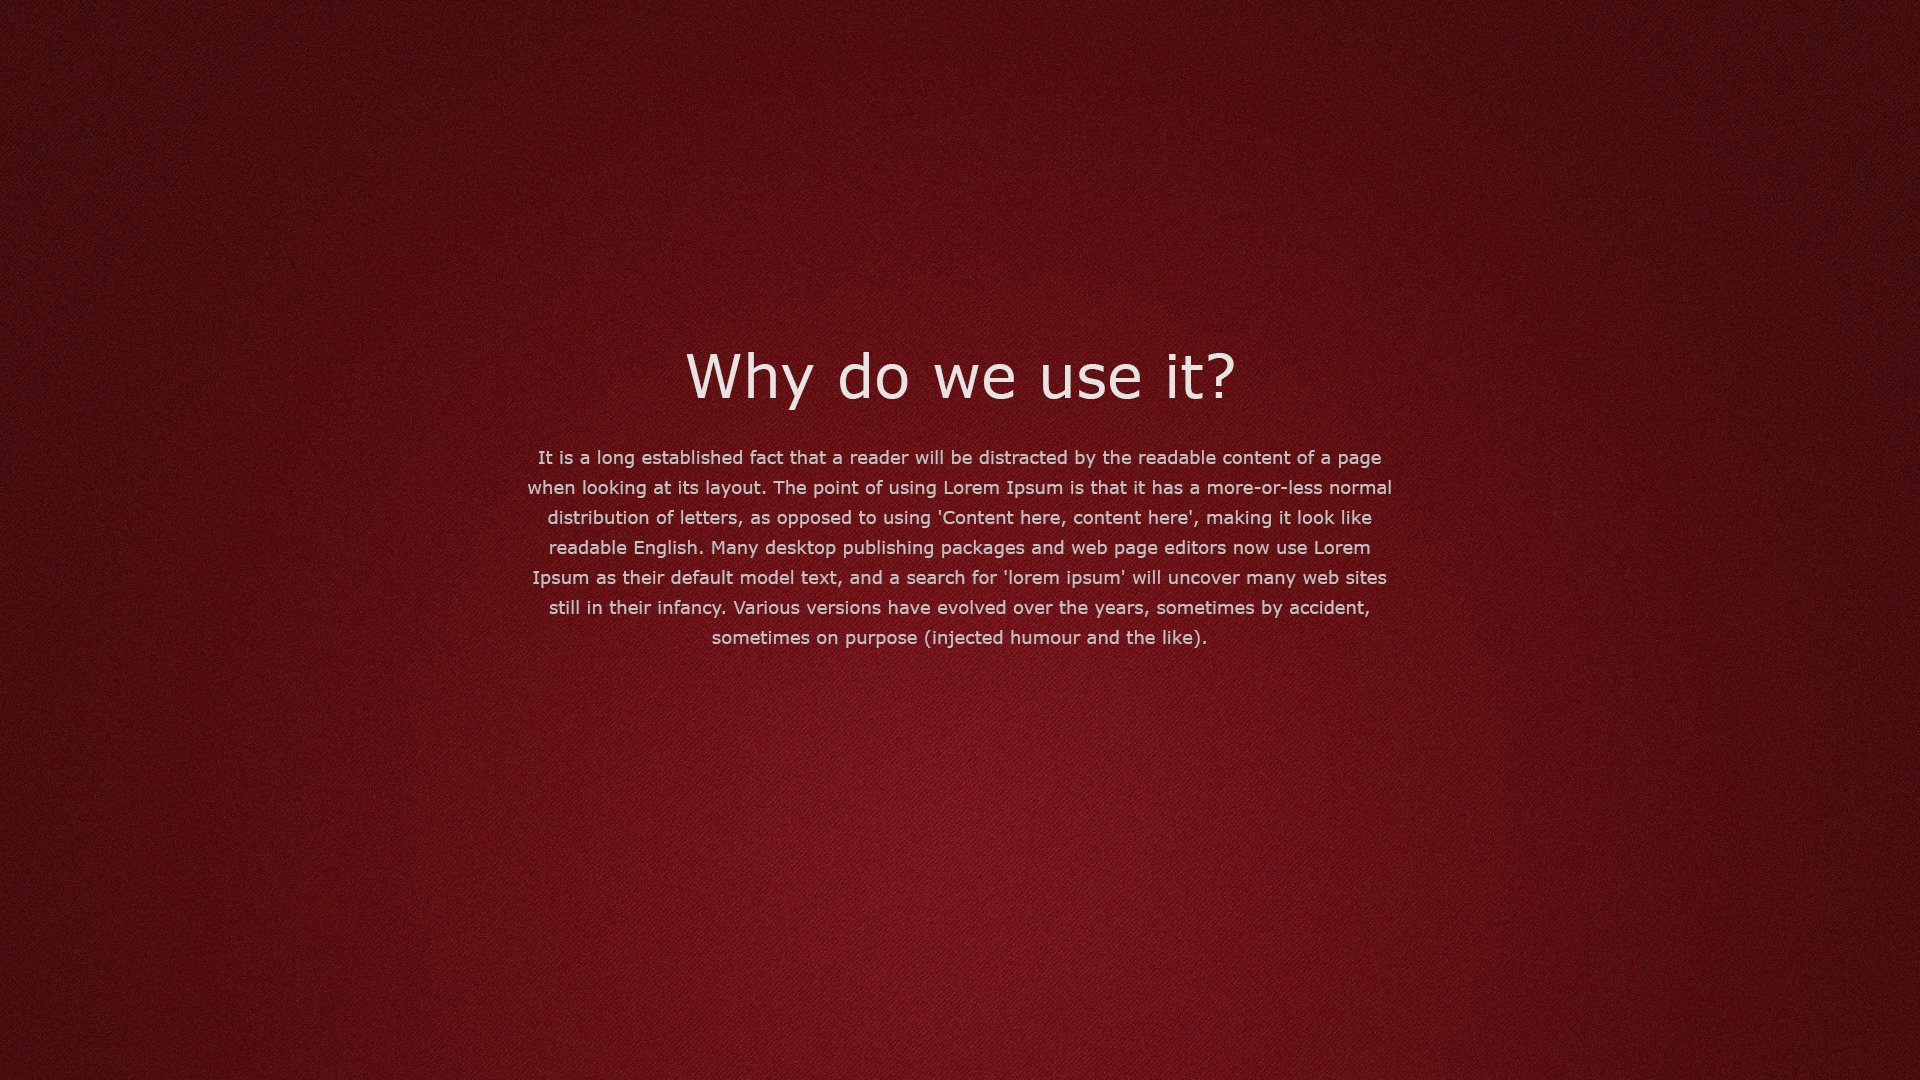 Why do we use it?
It is a long established fact that a reader will be distracted by the readable content of a page
when looking at its layout. The point of using Lorem Ipsum is that it has a more-or-less normal
distribution of letters, as opposed to using 'Content here, content here', making it look like
readable English. Many desktop publishing packages and web page editors now use Lorem
Ipsum as their default model text, and a search for 'lorem ipsum' will uncover many web sites
still in their infancy. Various versions have evolved over the years, sometimes by accident,
sometimes on purpose (injected humour and the like).